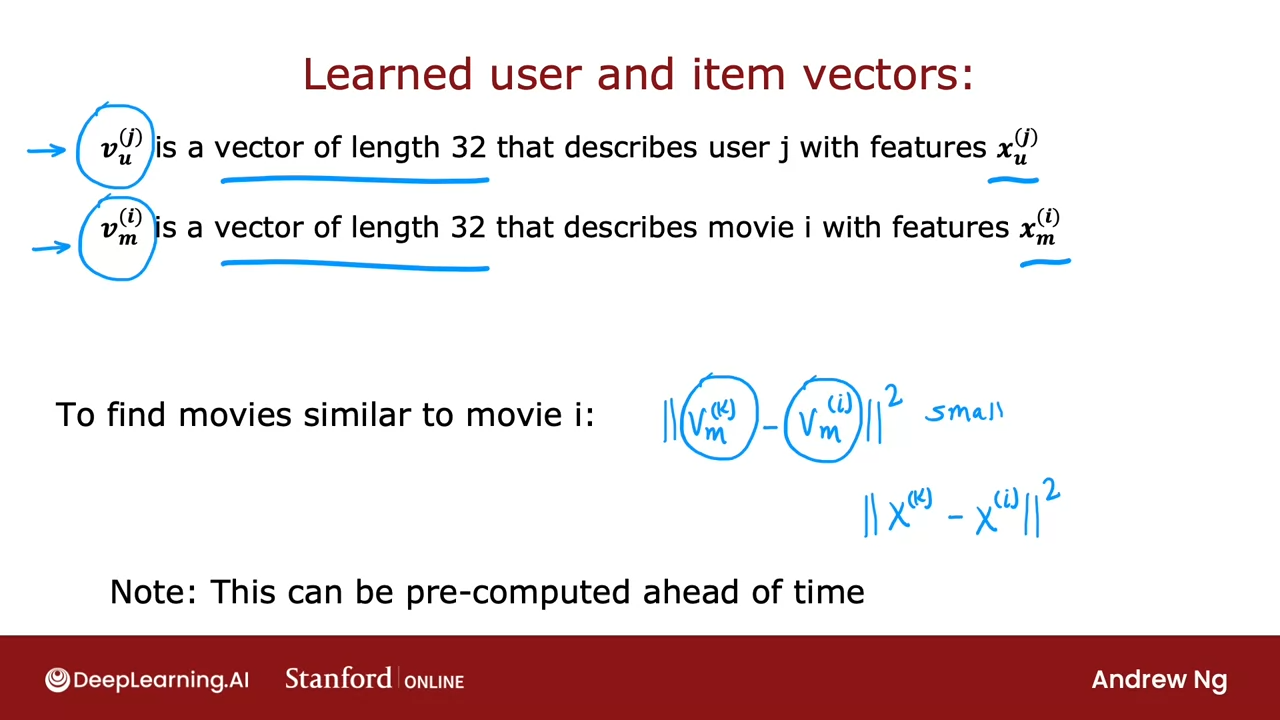 Learned user and item vectors:
→ v_u^(j) is a vector of length 32 that describes user j with features x_u^(j)
→ v_m^(i) is a vector of length 32 that describes movie i with features x_m^(i)
To find movies similar to movie i: ||V_m^(k) - V_m^(i)||^2 small
||x^(k) - x^(i)||^2
Note: This can be pre-computed ahead of time
DeepLearning.AI Stanford ONLINE Andrew Ng